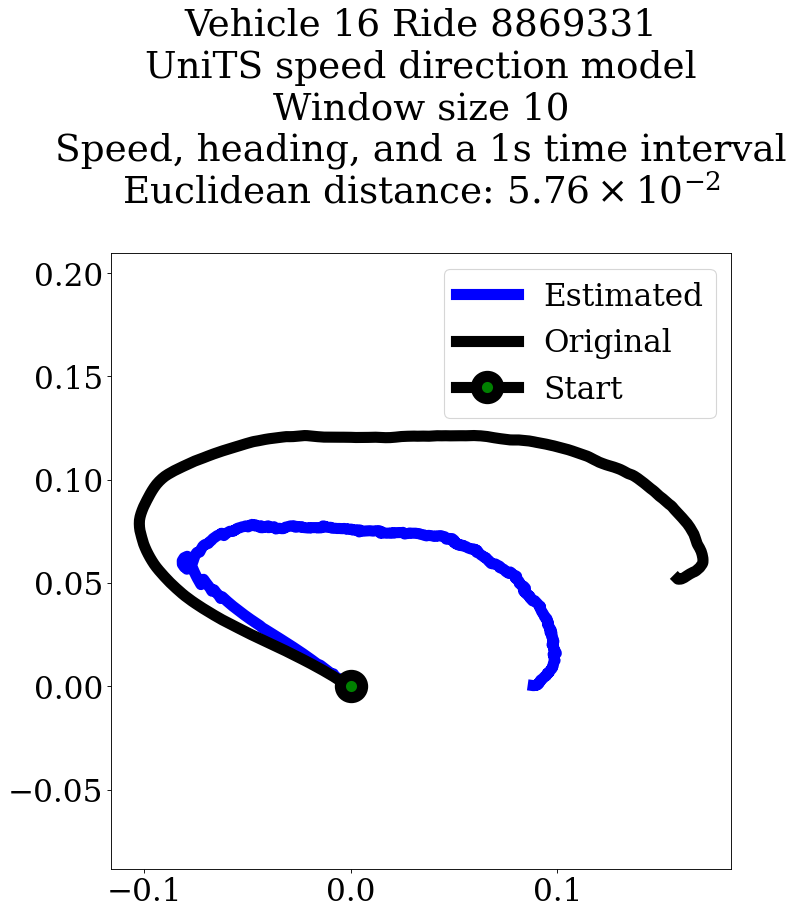 Vehicle 16 Ride 8869331
UniTS speed direction model
Window size 10
Speed, heading, and a 1s time interval
Euclidean distance: 5.76 × 10⁻²
Estimated
Original
Start
0.20
0.15
0.10
0.05
0.00
−0.05
−0.1 0.0 0.1